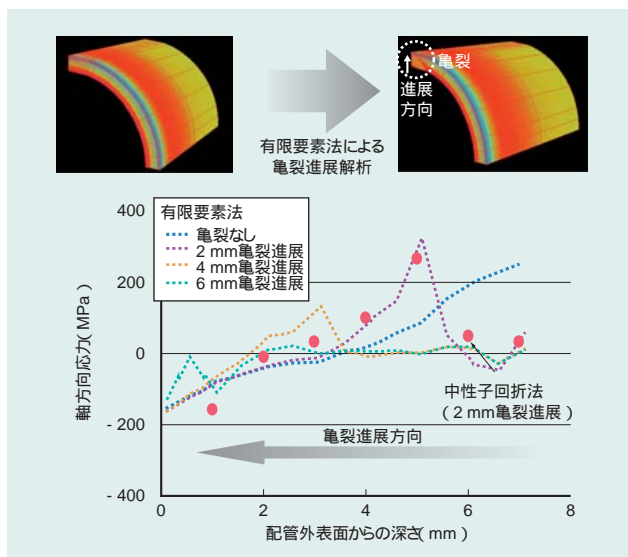 亀裂
進展
方向
有限要素法による
亀裂進展解析
有限要素法
亀裂なし
2 mm亀裂進展
4 mm亀裂進展
6 mm亀裂進展
400
200
0
- 200
- 400
軸方向応力( MPa)
中性子回折法
( 2 mm亀裂進展)
亀裂進展方向
0 2 4 6 8
配管外表面からの深さ( mm)